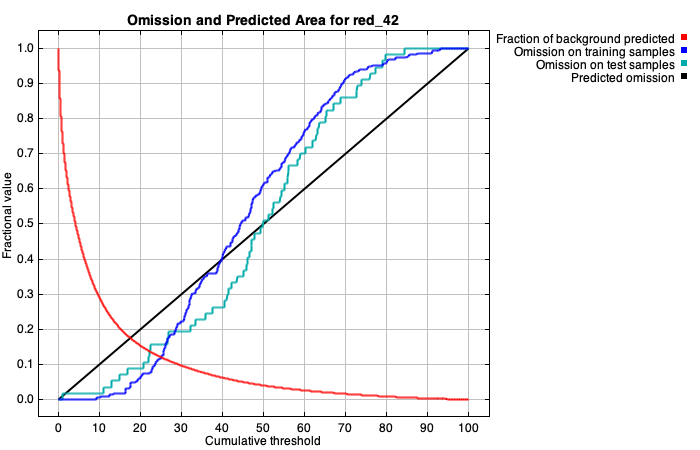 Omission and Predicted Area for red_42
Fraction of background predicted
Omission on training samples
Omission on test samples
Predicted omission
Fractional value
1.0
0.9
0.8
0.7
0.6
0.5
0.4
0.3
0.2
0.1
0.0
0 10 20 30 40 50 60 70 80 90 100
Cumulative threshold